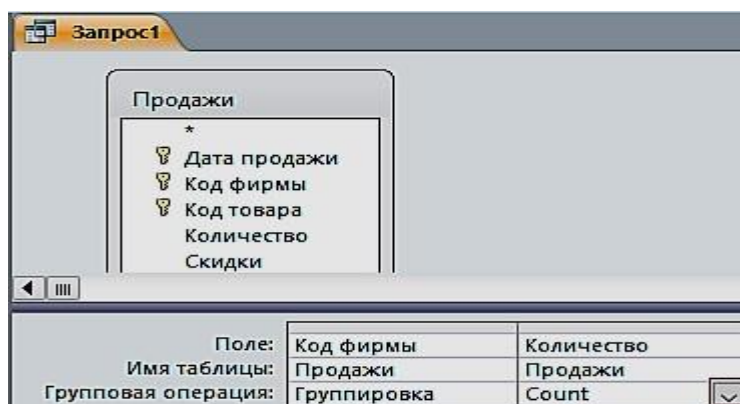 Запрос1
Продажи
*
Дата продажи
Код фирмы
Код товара
Количество
Скидки
Поле: Код фирмы Количество
Имя таблицы: Продажи Продажи
Групповая операция: Группировка Count